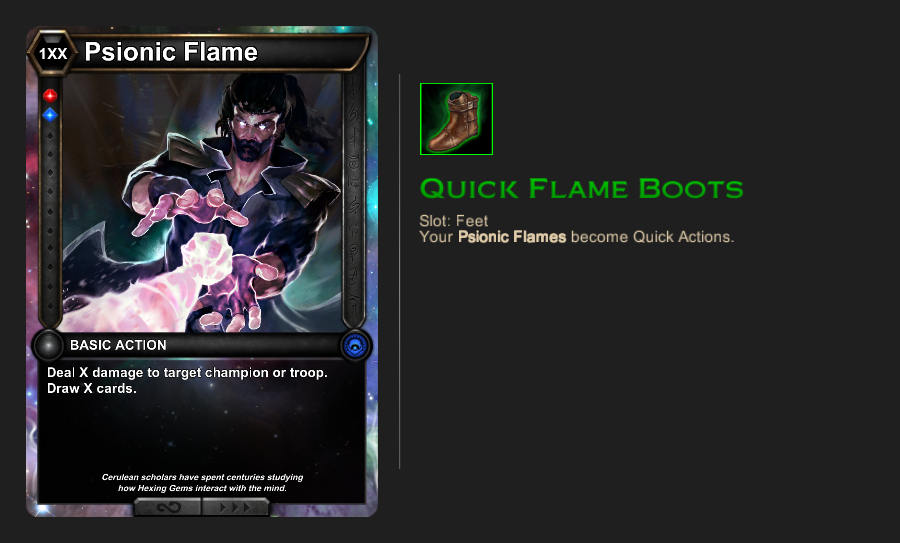 1XX Psionic Flame
BASIC ACTION
Deal X damage to target champion or troop.
Draw X cards.
Cerulean scholars have spent centuries studying
how Hexing Gems interact with the mind.
Quick Flame Boots
Slot: Feet
Your Psionic Flames become Quick Actions.